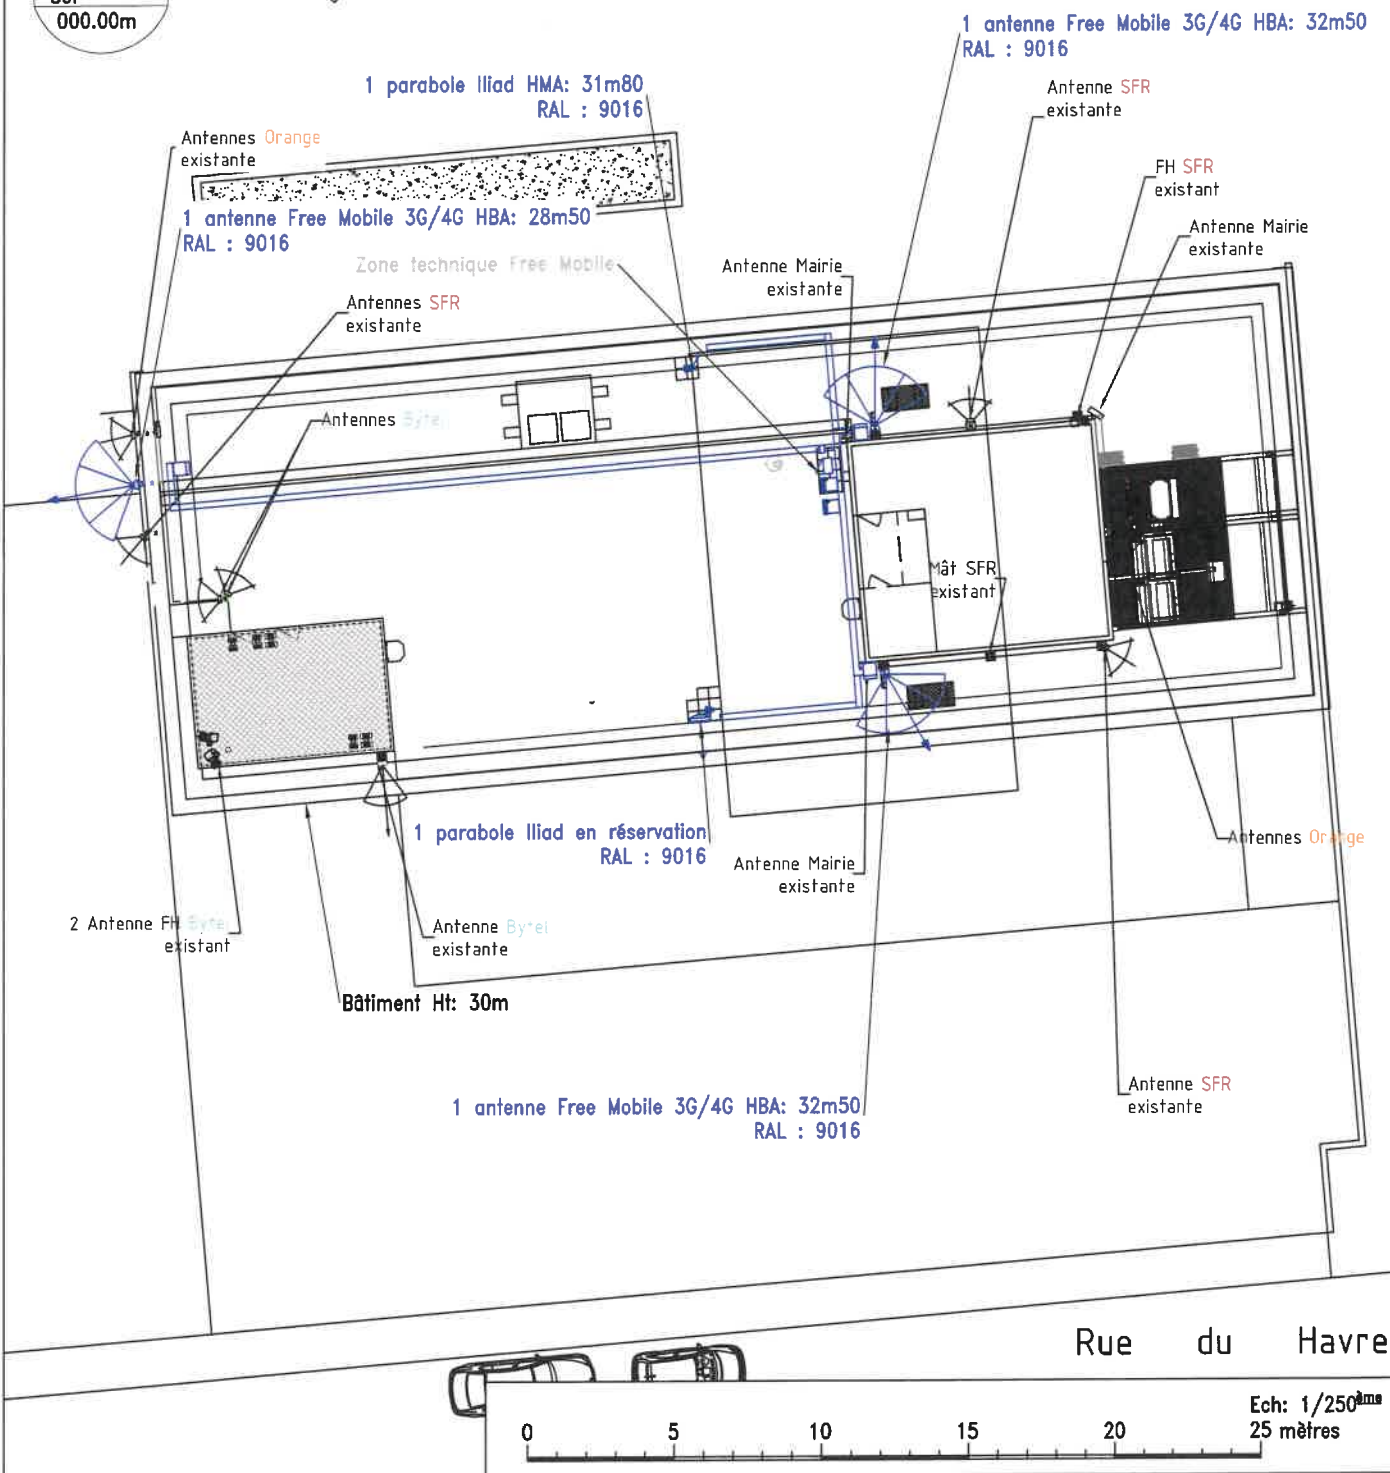 000.00m
1 antenne Free Mobile 3G/4G HBA: 32m50
RAL : 9016
1 parabole Iliad HMA: 31m80
RAL : 9016
Antenne SFR
existante
Antennes Orange
existante
FH SFR
existant
1 antenne Free Mobile 3G/4G HBA: 28m50
RAL : 9016
Antenne Mairie
existante
Zone technique Free Mobile
Antenne Mairie
existante
Antennes SFR
existante
Antennes Bytel
Mât SFR
existant
1 parabole Iliad en réservation
RAL : 9016
Antennes Orange
Antenne Mairie
existante
2 Antenne FH Bytel
existant
Antenne Bytel
existante
Bâtiment Ht: 30m
Antenne SFR
existante
1 antenne Free Mobile 3G/4G HBA: 32m50
RAL : 9016
Rue du Havre
Ech: 1/250ème
0 5 10 15 20 25 mètres